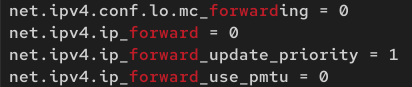 net.ipv4.conf.lo.mc_forwarding = 0
net.ipv4.ip_forward = 0
net.ipv4.ip_forward_update_priority = 1
net.ipv4.ip_forward_use_pmtu = 0